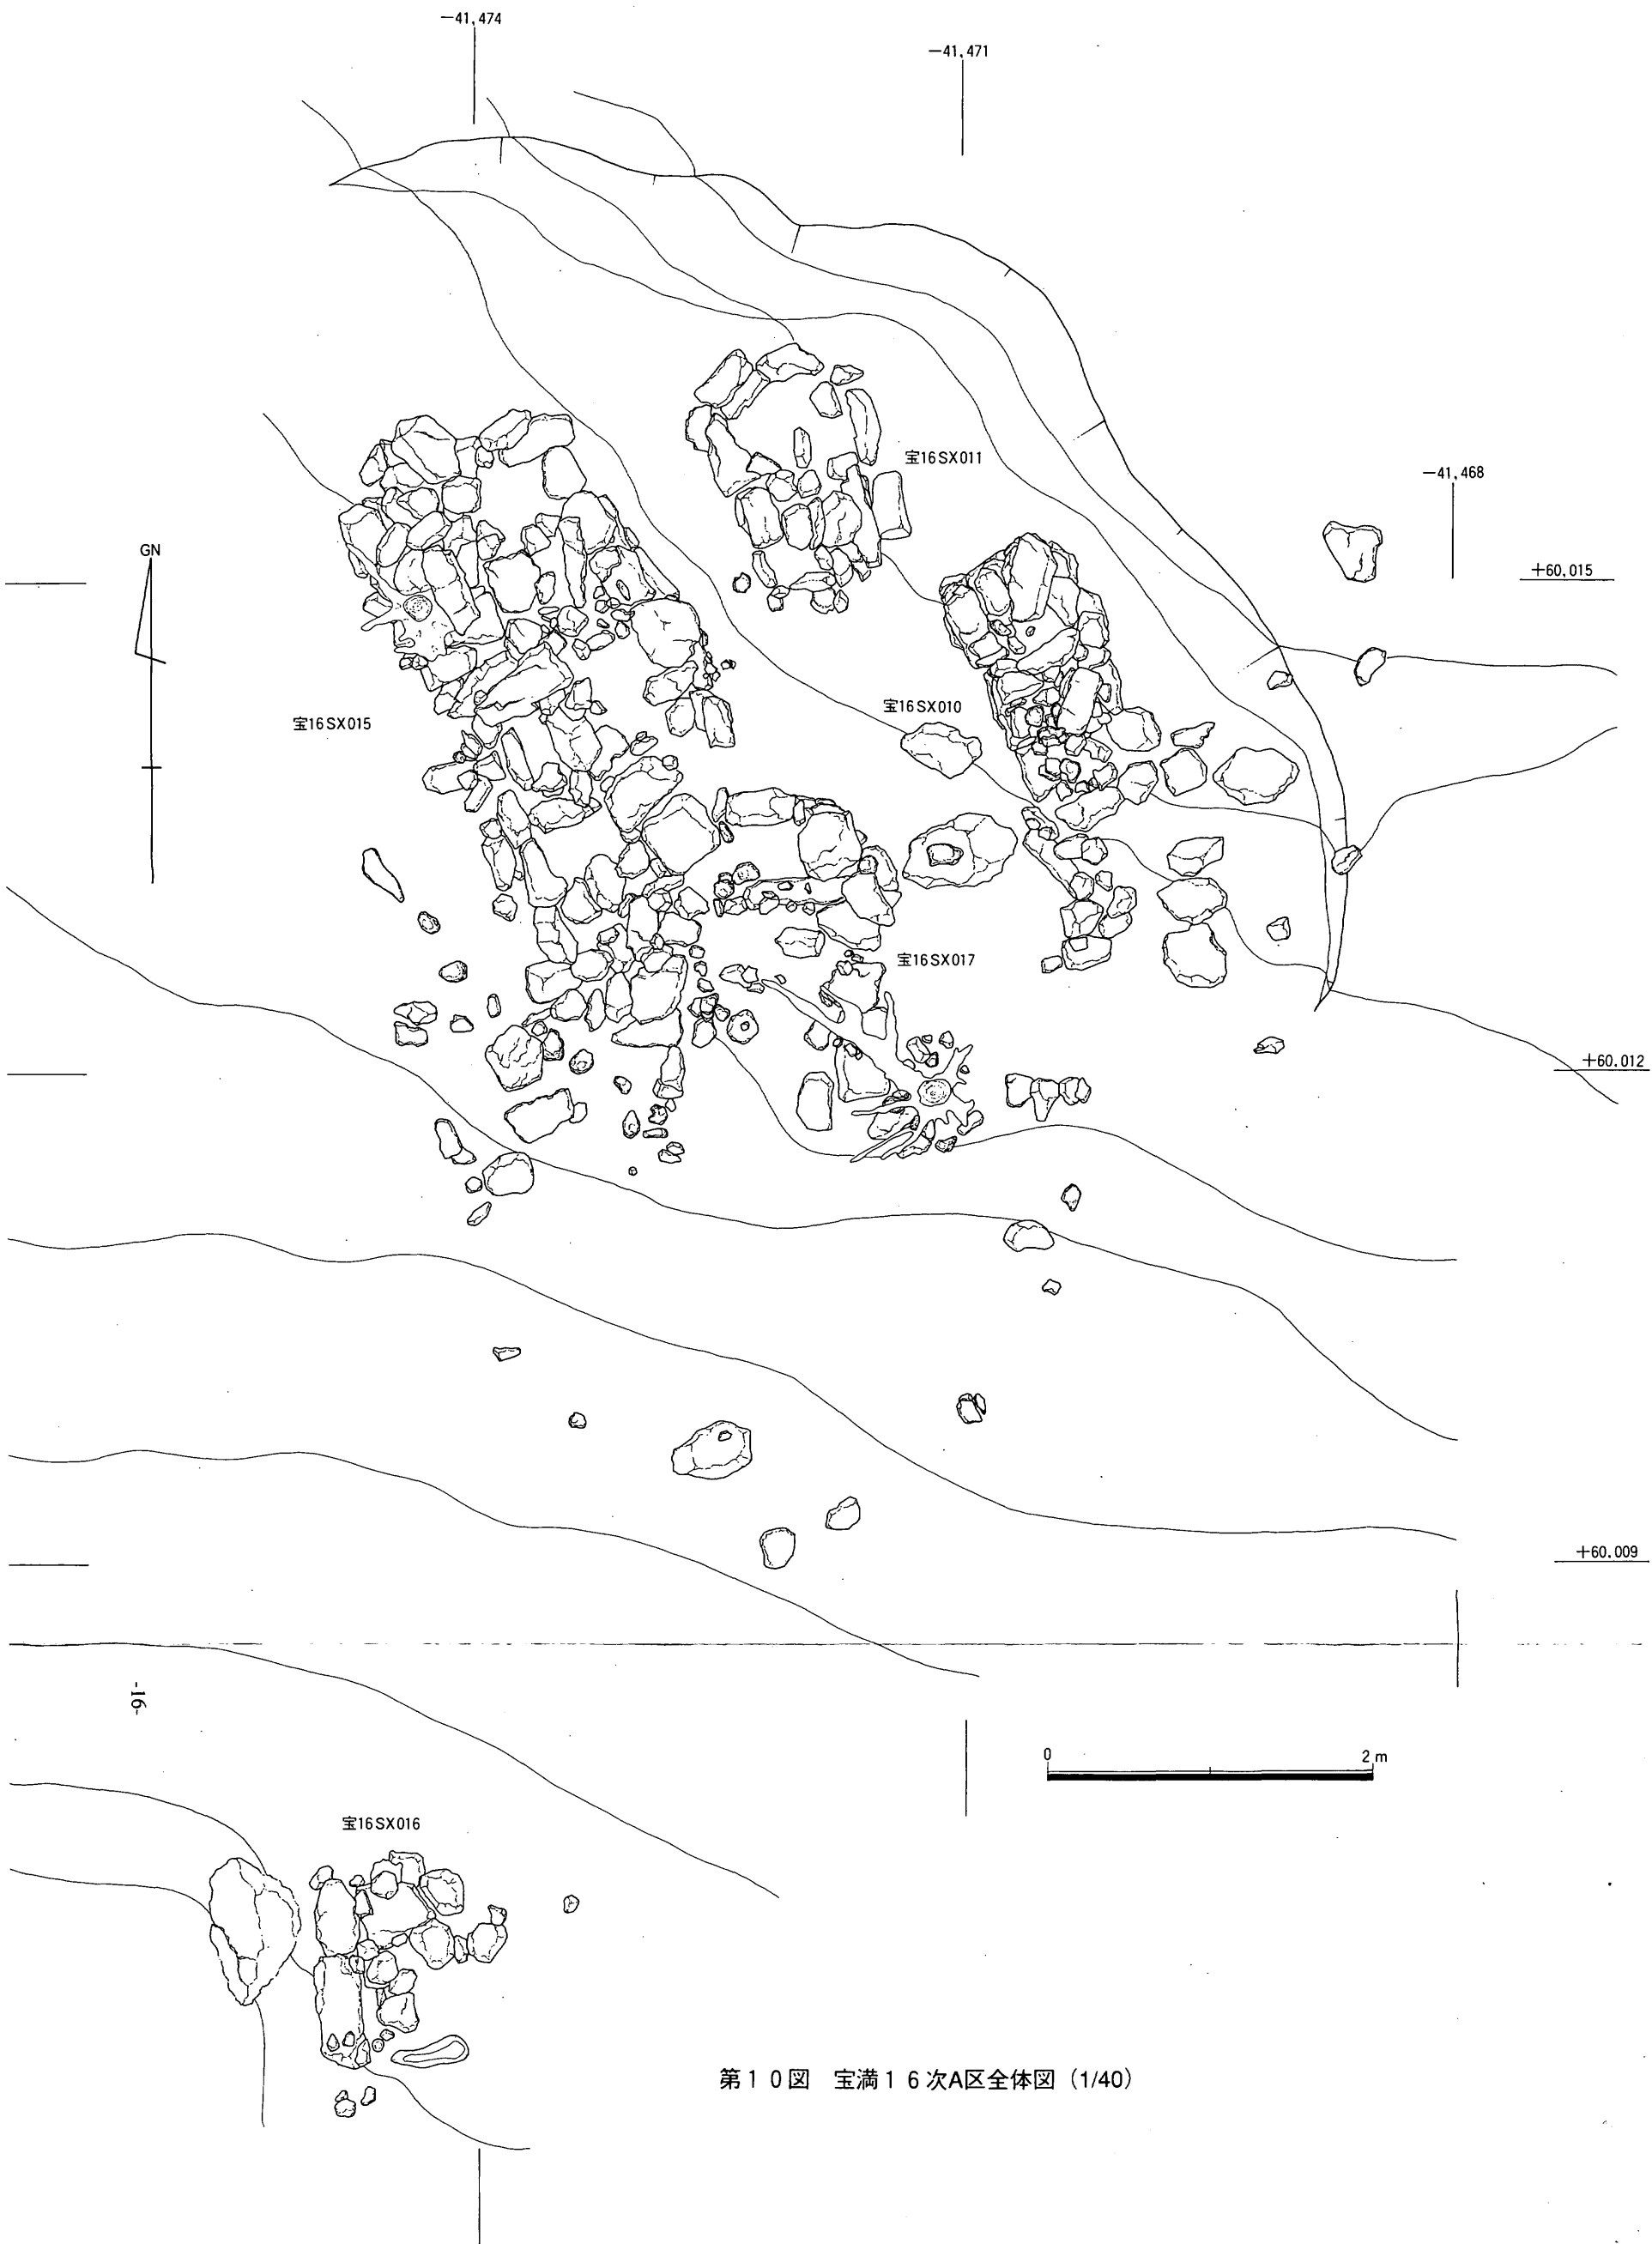 −41,474
−41,471
宝16SX011
−41,468
GN
+60,015
宝16SX010
宝16SX015
宝16SX017
+60.012
+60.009
-16-
0 2 m
宝16SX016
第10図 宝満16次A区全体図 (1/40)